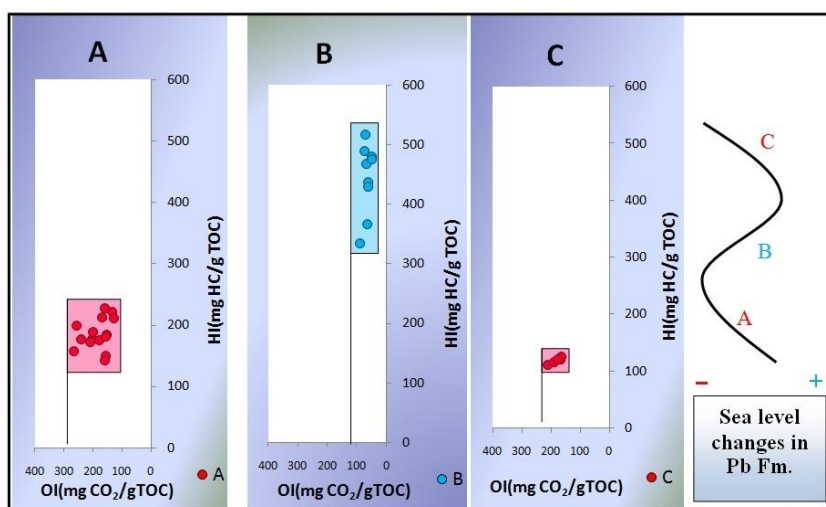 A
600
500
400
300
200
100
0
HI(mg HC/g TOC)
400 300 200 100 0
OI(mg CO₂/gTOC)
A
B
600
500
400
300
200
100
0
HI(mg HC/g TOC)
400 300 200 100 0
OI(mg CO₂/gTOC)
B
C
600
500
400
300
200
100
0
HI(mg HC/g TOC)
400 300 200 100 0
OI(mg CO₂/gTOC)
C
C
B
A
– +
Sea level
changes in
Pb Fm.